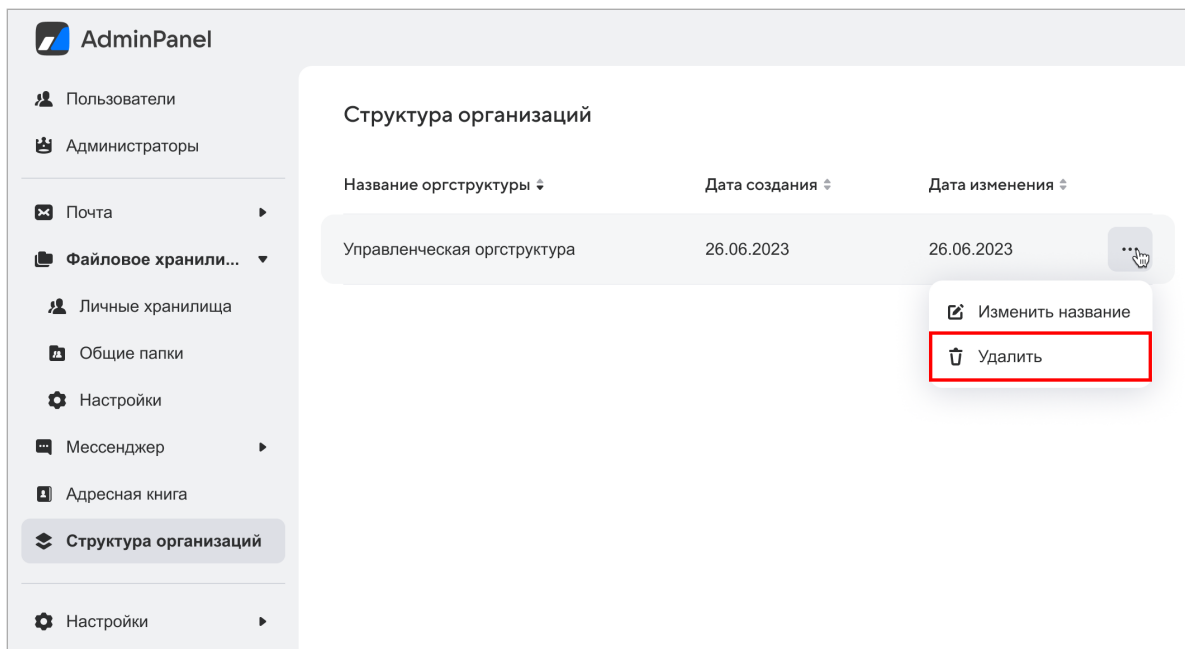 AdminPanel
Пользователи
Администраторы
Почта
Файловое хранили...
Личные хранилища
Общие папки
Настройки
Мессенджер
Адресная книга
Структура организаций
Настройки
Структура организаций
Название оргструктуры Дата создания Дата изменения
Управленческая оргструктура 26.06.2023 26.06.2023
Изменить название
Удалить